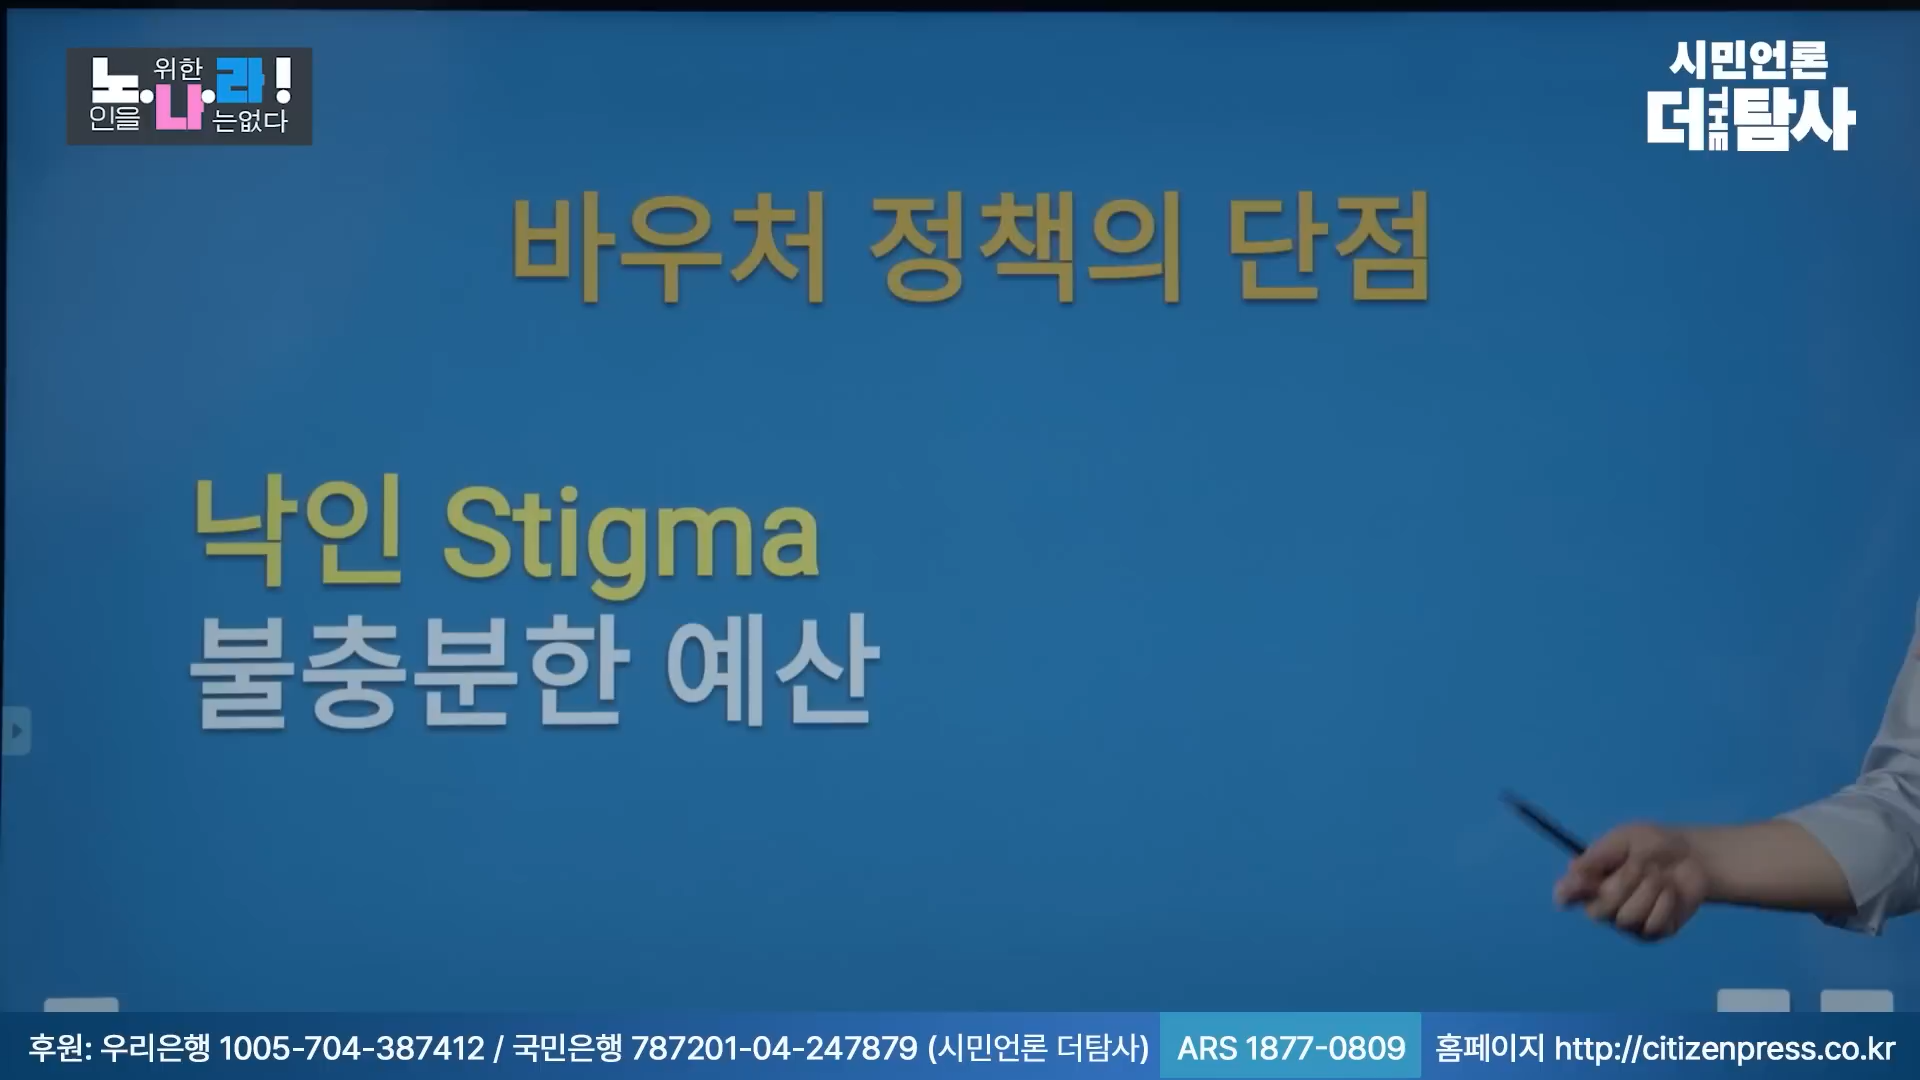 노.위한나.라!
인을 는없다
시민언론
더탐사
바우처 정책의 단점
낙인 Stigma
불충분한 예산
후원: 우리은행 1005-704-387412 / 국민은행 787201-04-247879 (시민언론 더탐사) ARS 1877-0809 홈페이지 http://citizenpress.co.kr